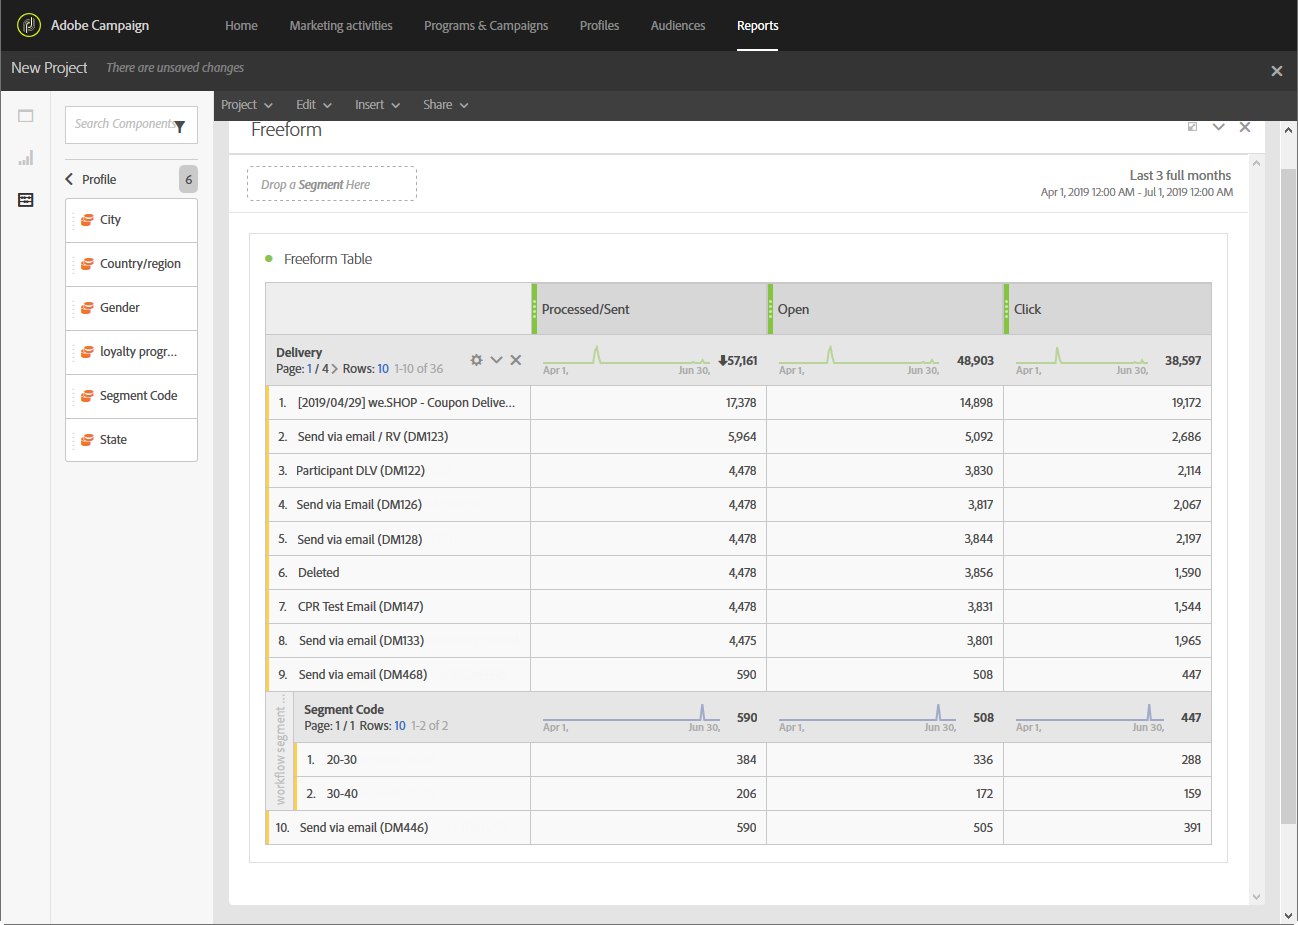 Adobe Campaign Home Marketing activities Programs & Campaigns Profiles Audiences Reports
New Project There are unsaved changes
Project Edit Insert Share
Search Components
Profile 6
City
Country/region
Gender
loyalty progr...
Segment Code
State
Freeform
Drop a Segment Here
Last 3 full months
Apr 1, 2019 12:00 AM - Jul 1, 2019 12:00 AM
Freeform Table
Processed/Sent Open Click
Delivery
Page: 1 / 4 > Rows: 10 1-10 of 36
Apr 1, Jun 30, 57,161 Apr 1, Jun 30, 48,903 Apr 1, Jun 30, 38,597
1. [2019/04/29] we.SHOP - Coupon Delive... 17,378 14,898 19,172
2. Send via email / RV (DM123) 5,964 5,092 2,686
3. Participant DLV (DM122) 4,478 3,830 2,114
4. Send via Email (DM126) 4,478 3,817 2,067
5. Send via email (DM128) 4,478 3,844 2,197
6. Deleted 4,478 3,856 1,590
7. CPR Test Email (DM147) 4,478 3,831 1,544
8. Send via email (DM133) 4,475 3,801 1,965
9. Send via email (DM468) 590 508 447
workflow segment ...
Segment Code
Page: 1 / 1 Rows: 10 1-2 of 2
Apr 1, Jun 30, 590 Apr 1, Jun 30, 508 Apr 1, Jun 30, 447
1. 20-30 384 336 288
2. 30-40 206 172 159
10. Send via email (DM446) 590 505 391